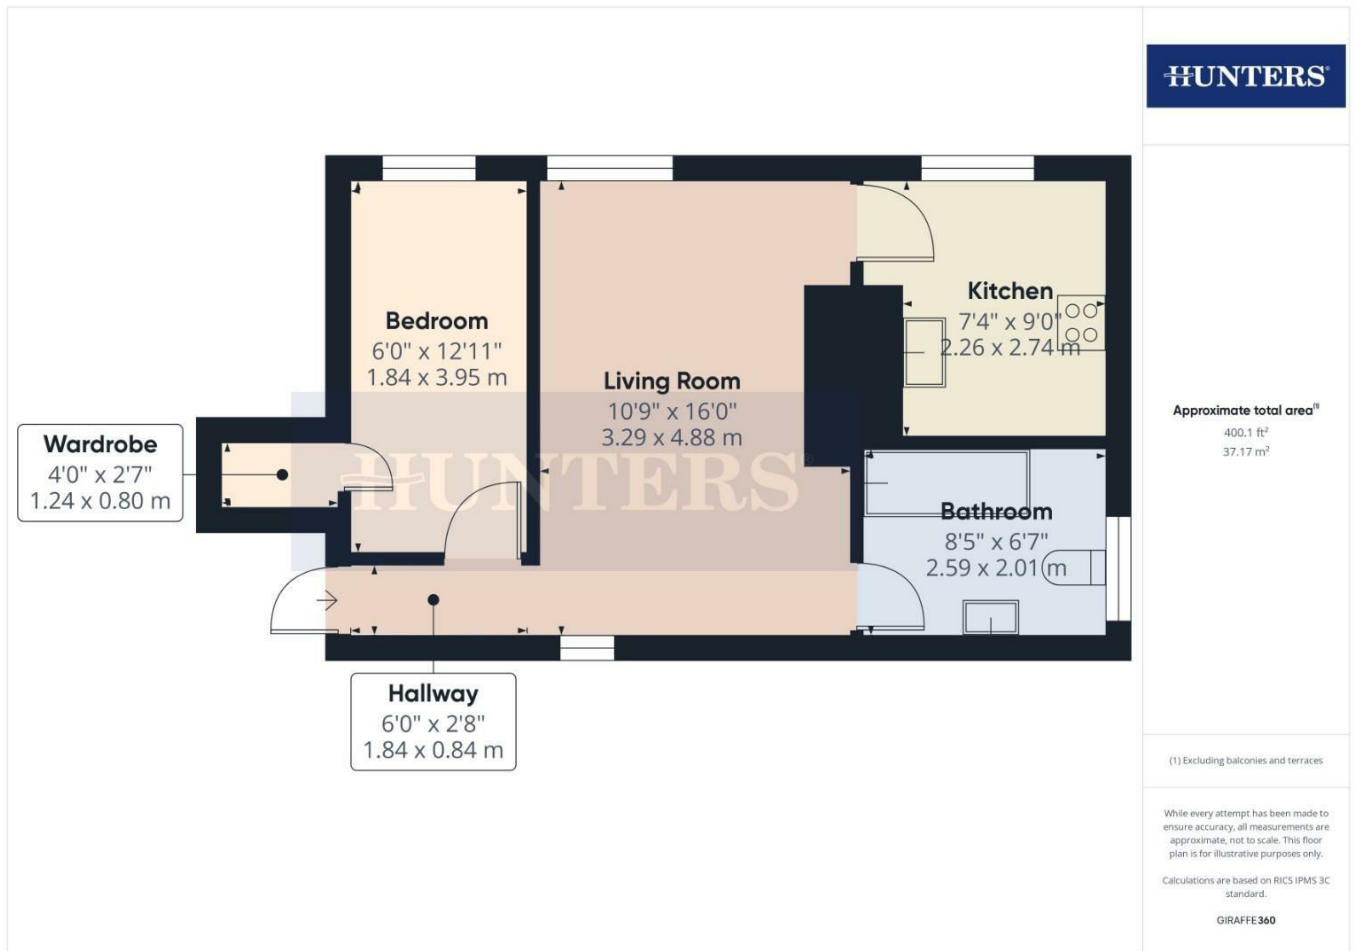 HUNTERS®
Bedroom
6'0" x 12'11"
1.84 x 3.95 m
Living Room
10'9" x 16'0"
3.29 x 4.88 m
Kitchen
7'4" x 9'0"
2.26 x 2.74 m
Wardrobe
4'0" x 2'7"
1.24 x 0.80 m
HUNTERS®
Bathroom
8'5" x 6'7"
2.59 x 2.01 m
Hallway
6'0" x 2'8"
1.84 x 0.84 m
Approximate total area⁽¹⁾
400.1 ft²
37.17 m²
(1) Excluding balconies and terraces
While every attempt has been made to
ensure accuracy, all measurements are
approximate, not to scale. This floor
plan is for illustrative purposes only.
Calculations are based on RICS IPMS 3C
standard.
GIRAFFE360